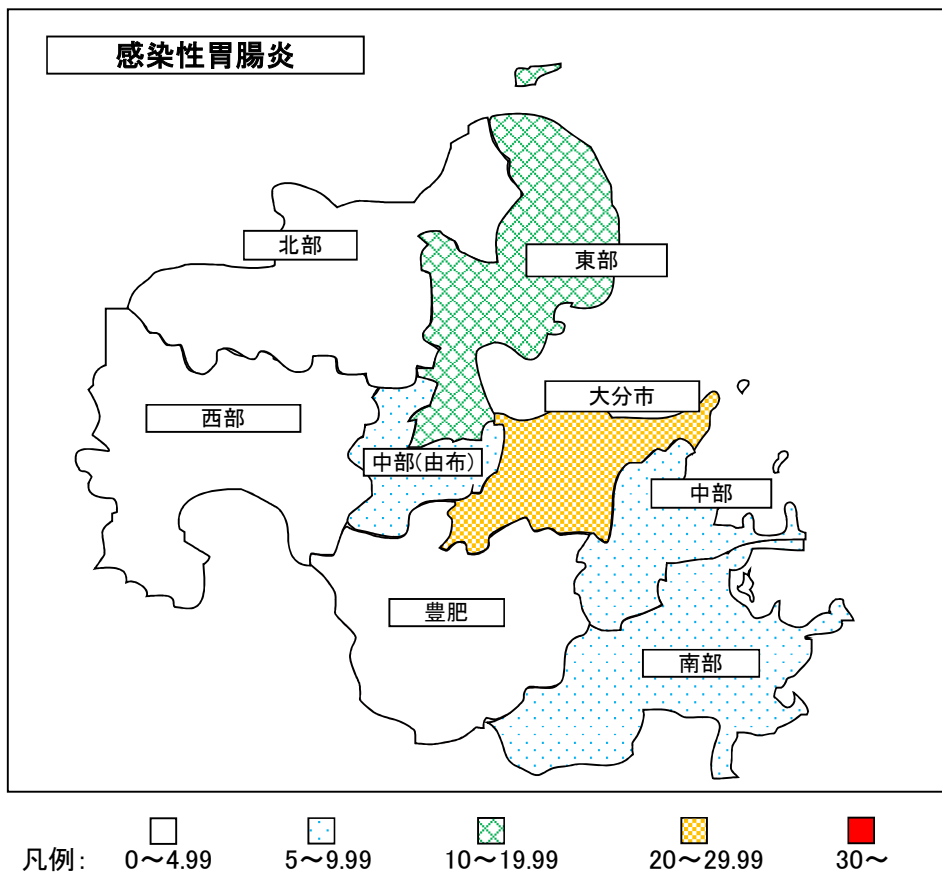 感染性胃腸炎
北部
東部
大分市
西部
中部(由布)
中部
豊肥
南部
凡例: 0～4.99 5～9.99 10～19.99 20～29.99 30～